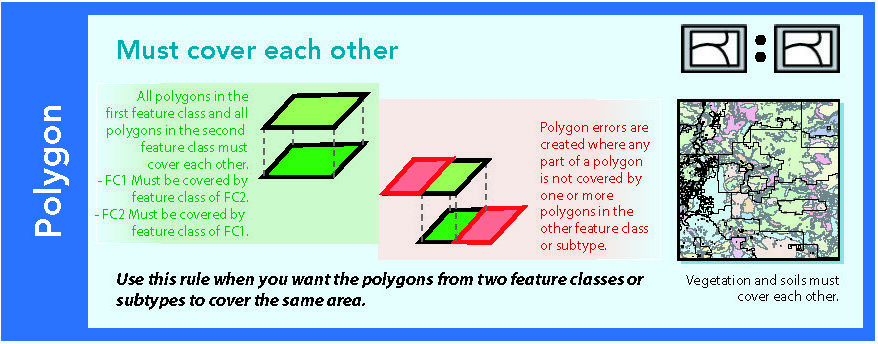 Polygon
Must cover each other
All polygons in the
first feature class and all
polygons in the second
feature class must
cover each other.
- FC1 Must be covered by
feature class of FC2.
- FC2 Must be covered by
feature class of FC1.
Polygon errors are
created where any
part of a polygon
is not covered by
one or more
polygons in the
other feature class
or subtype.
Use this rule when you want the polygons from two feature classes or
subtypes to cover the same area.
Vegetation and soils must
cover each other.